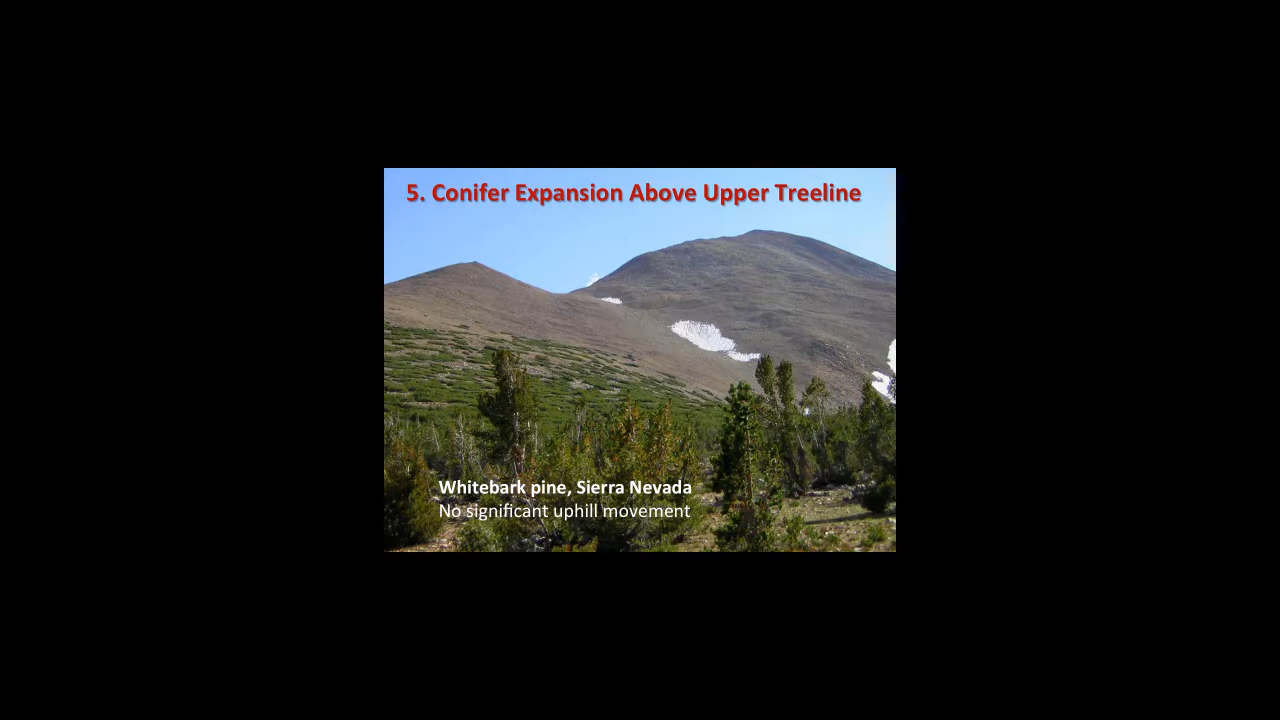 5. Conifer Expansion Above Upper Treeline
Whitebark pine, Sierra Nevada
No significant uphill movement